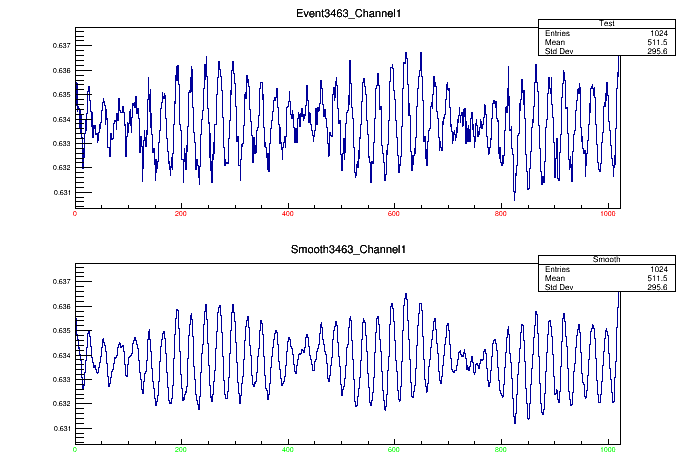 Event3463_Channel1
Test
Entries 1024
Mean 511.5
Std Dev 295.6
0.637
0.636
0.635
0.634
0.633
0.632
0.631
0 200 400 600 800 1000
Smooth3463_Channel1
Smooth
Entries 1024
Mean 511.5
Std Dev 295.6
0.637
0.636
0.635
0.634
0.633
0.632
0.631
0 200 400 600 800 1000